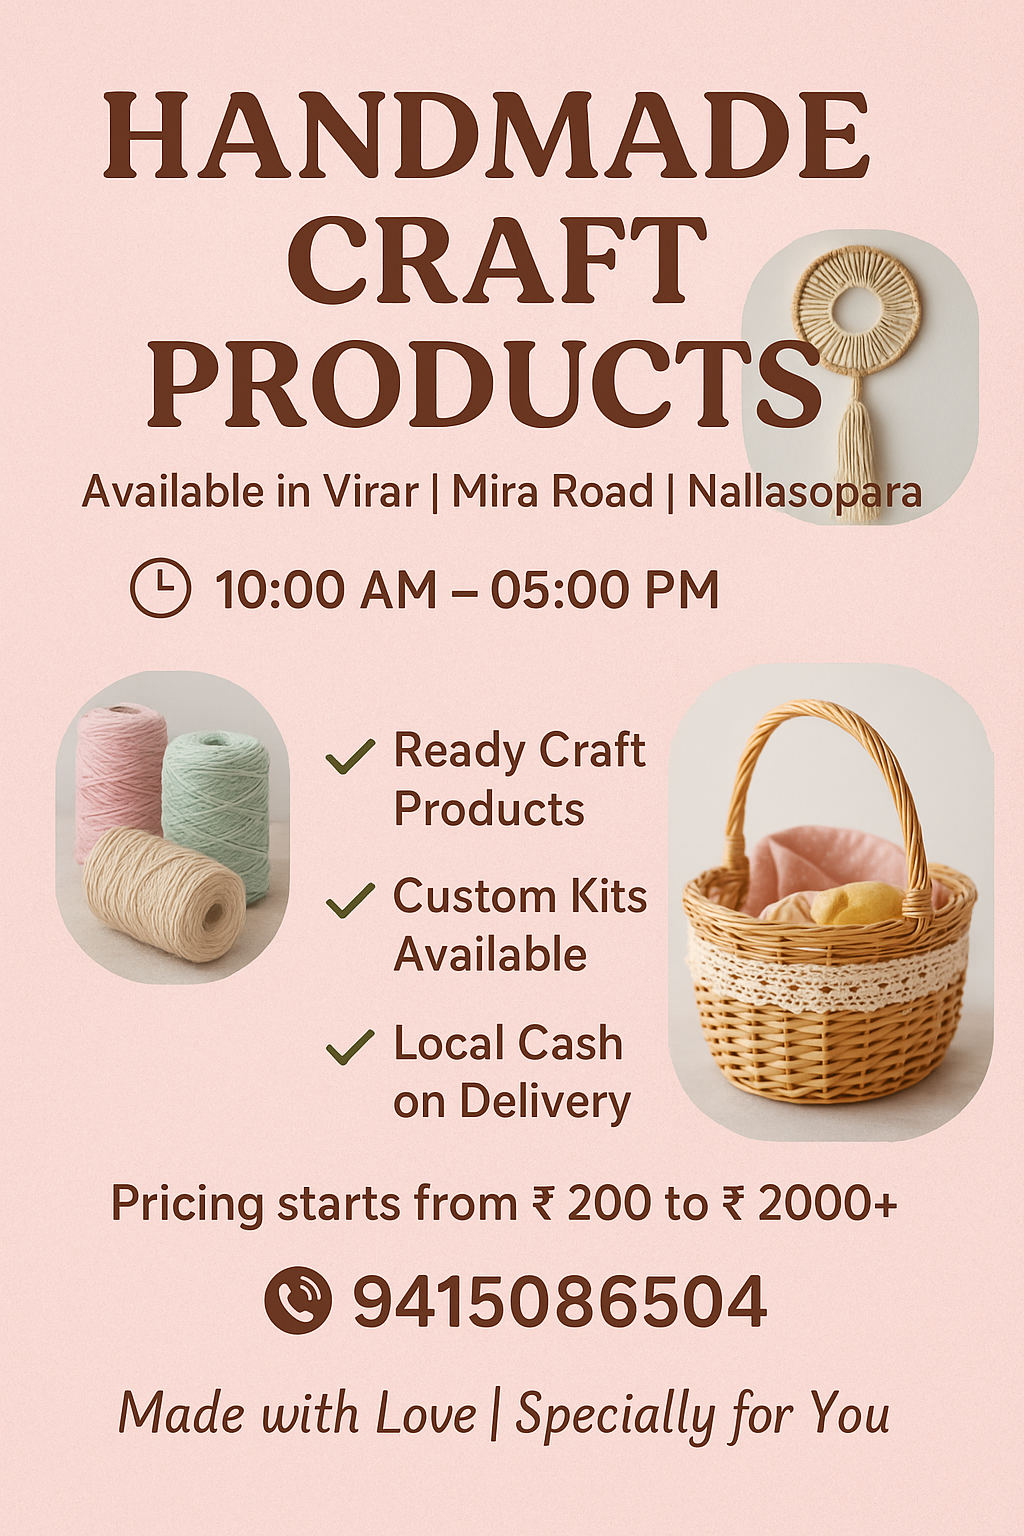 HANDMADE
CRAFT
PRODUCTS
Available in Virar | Mira Road | Nallasopara
10:00 AM – 05:00 PM
Ready Craft
Products
Custom Kits
Available
Local Cash
on Delivery
Pricing starts from ₹ 200 to ₹ 2000+
9415086504
Made with Love | Specially for You